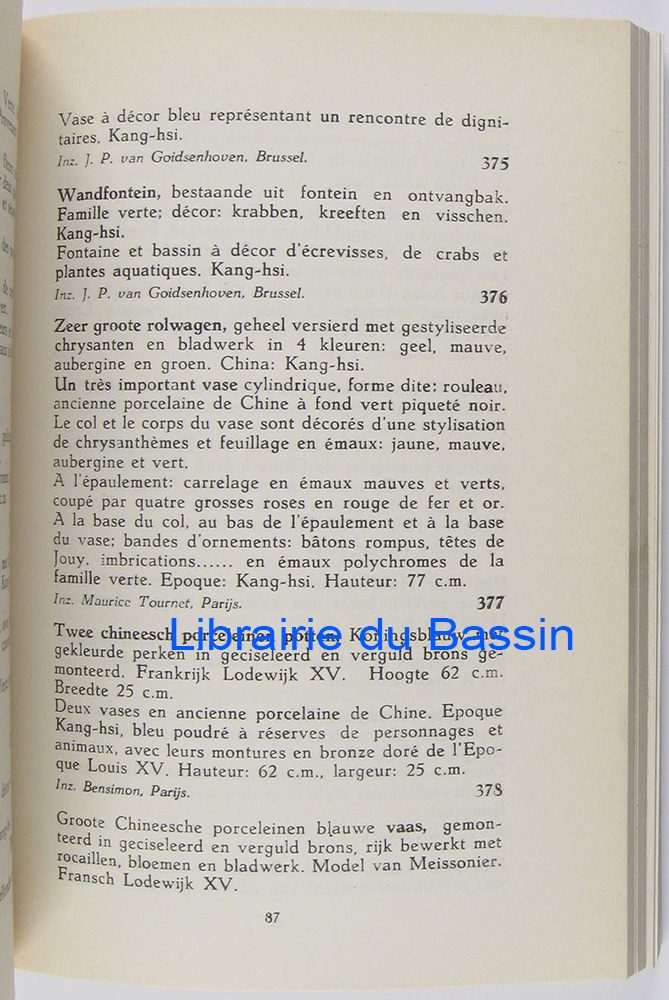 Vase à décor bleu représentant un rencontre de digni-
taires. Kang-hsi.
Inz. J. P. van Goidsenhoven, Brussel. 375
Wandfontein, bestaande uit fontein en ontvangbak.
Famille verte; décor: krabben, kreeften en visschen.
Kang-hsi.
Fontaine et bassin à décor d'écrevisses, de crabs et
plantes aquatiques. Kang-hsi.
Inz. J. P. van Goidsenhoven, Brussel. 376
Zeer groote rolwagen, geheel versierd met gestyliseerde
chrysanten en bladwerk in 4 kleuren: geel, mauve,
aubergine en groen. China: Kang-hsi.
Un très important vase cylindrique, forme dite: rouleau,
ancienne porcelaine de Chine à fond vert piqueté noir.
Le col et le corps du vase sont décorés d'une stylisation
de chrysanthèmes et feuillage en émaux: jaune, mauve,
aubergine et vert.
A l'épaulement: carrelage en émaux mauves et verts,
coupé par quatre grosses roses en rouge de fer et or.
A la base du col, au bas de l'épaulement et à la base
du vase; bandes d'ornements: bâtons rompus, têtes de
Jouy, imbrications...... en émaux polychromes de la
famille verte. Epoque: Kang-hsi. Hauteur: 77 c.m.
Inz. Maurice Tournet, Parijs. 377
Twee chineesch porceleinen potten. Koningsblauw met
Librairie du Bassin
gekleurde perken in geciseleerd en verguld brons ge-
monteerd. Frankrijk Lodewijk XV. Hoogte 62 c.m.
Breedte 25 c.m.
Deux vases en ancienne porcelaine de Chine. Epoque
Kang-hsi, bleu poudré à réserves de personnages et
animaux, avec leurs montures en bronze doré de l'Epo-
que Louis XV. Hauteur: 62 c.m., largeur: 25 c.m.
Inz. Bensimon, Parijs. 378
Groote Chineesche porceleinen blauwe vaas, gemon-
teerd in geciseleerd en verguld brons, rijk bewerkt met
rocaillen, bloemen en bladwerk. Model van Meissonier.
Fransch Lodewijk XV.
87